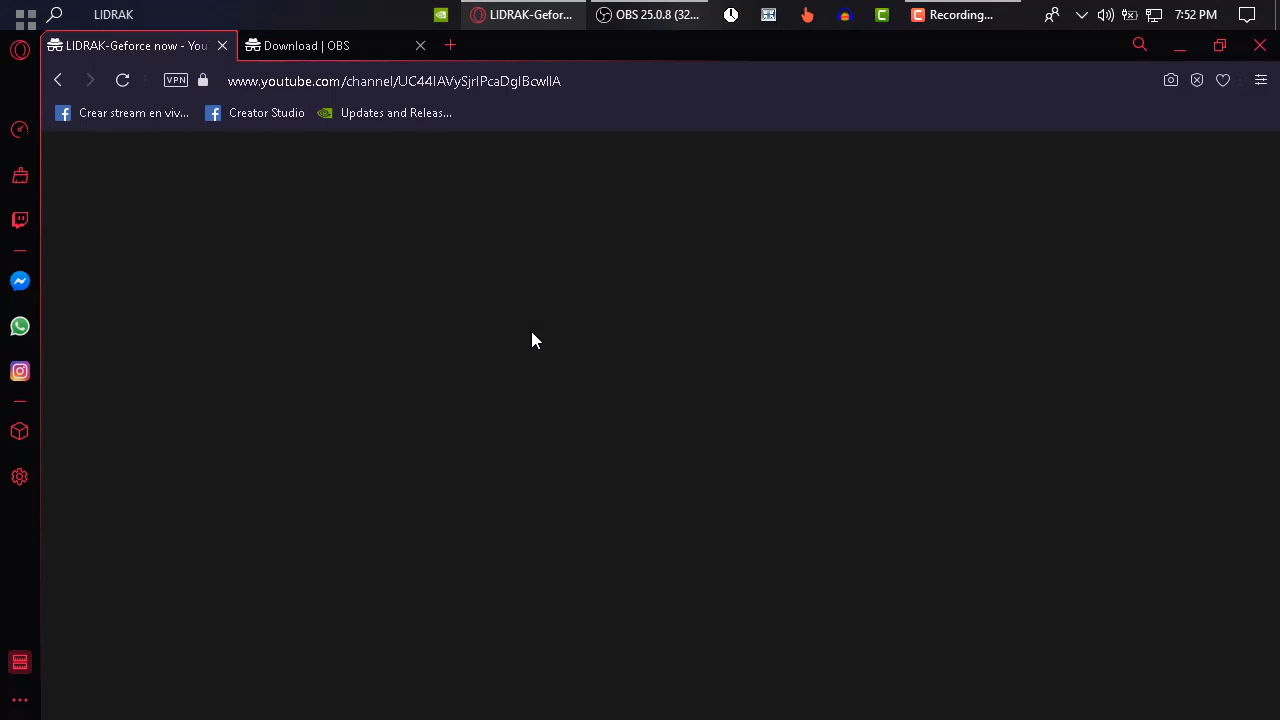 LIDRAK
LIDRAK-Gefor...
OBS 25.0.8 (32...
Recording...
7:52 PM
LIDRAK-Geforce now - You
Download | OBS
VPN
www.youtube.com/channel/UC44IAVySjrlPcaDglBcwIlA
Crear stream en viv...
Creator Studio
Updates and Releas...